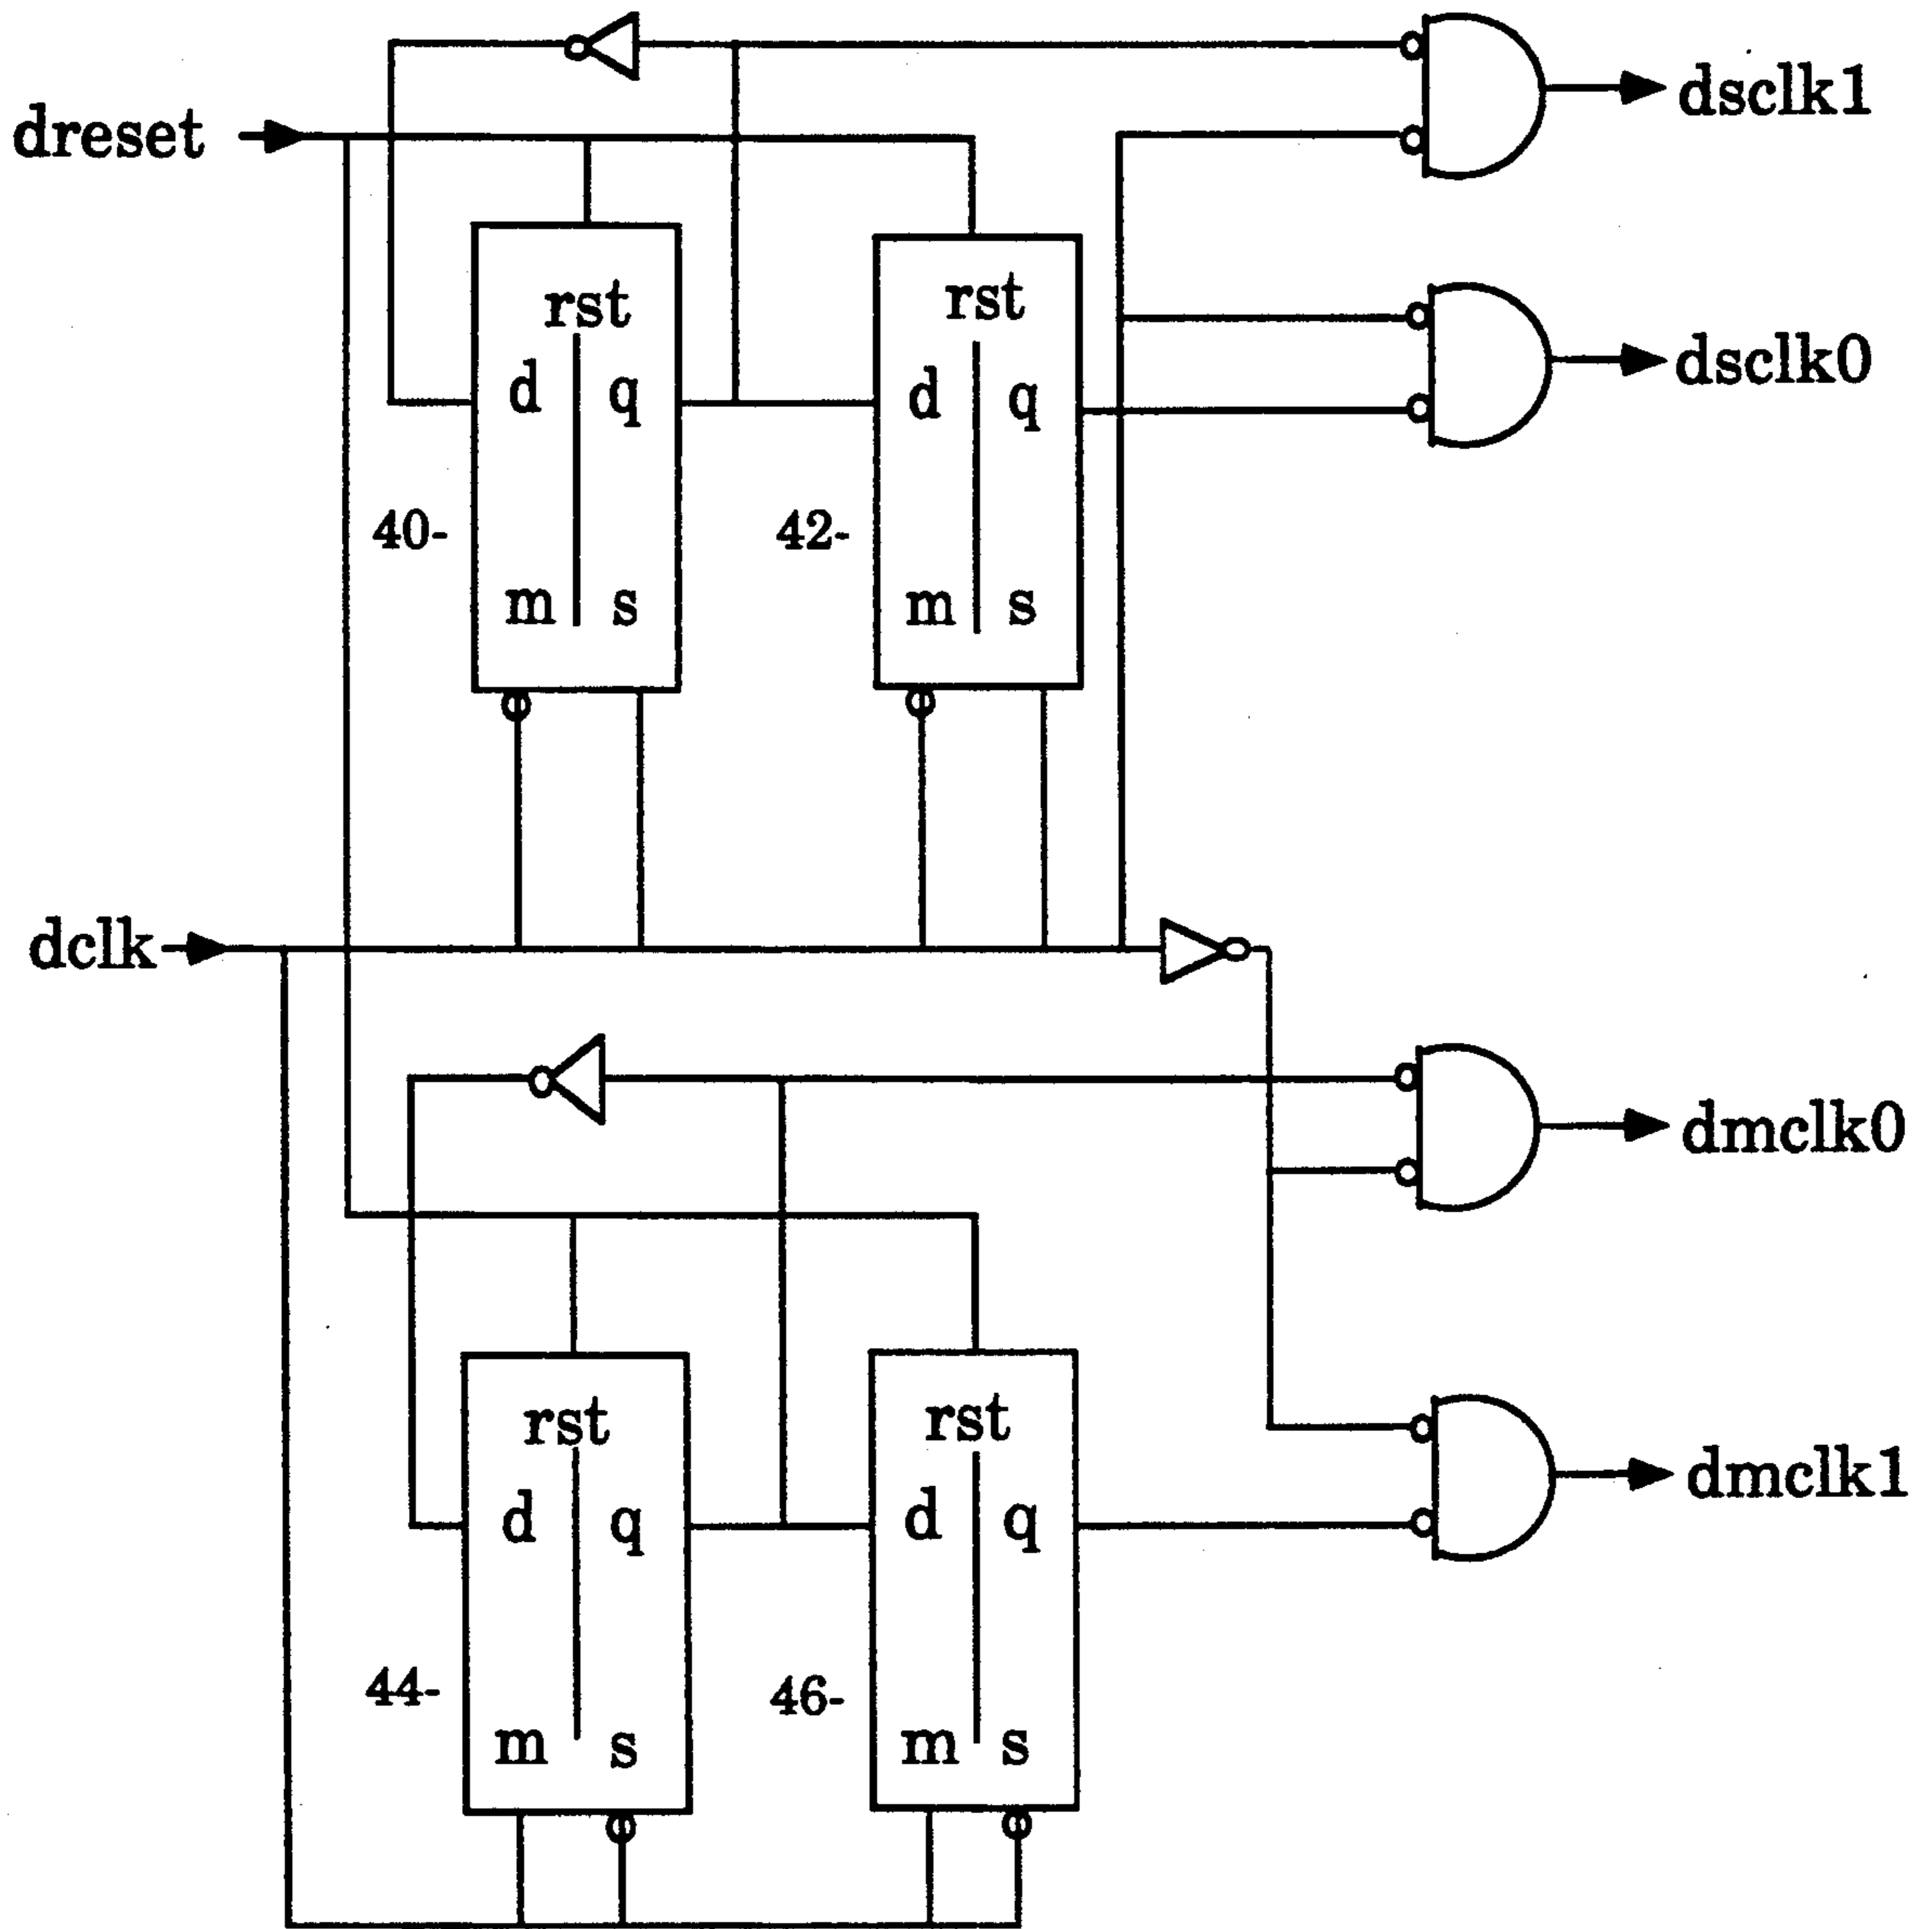 dsclk1
dreset
rst
rst
dsclk0
d q
d q
40-
42-
m s
m s
dclk
dmclk0
rst
rst
dmclk1
d q
d q
44-
46-
m s
m s